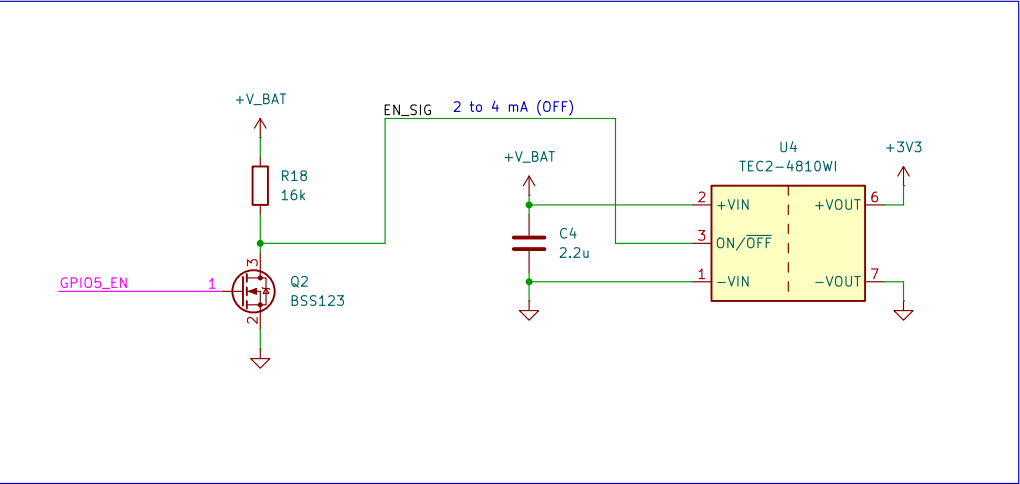 +V_BAT
EN_SIG
2 to 4 mA (OFF)
R18
16k
+V_BAT
U4
TEC2-4810WI
+3V3
2
+VIN
+VOUT
6
C4
2.2u
3
ON/OFF
3
GPIO5_EN
1
Q2
BSS123
2
1
-VIN
-VOUT
7